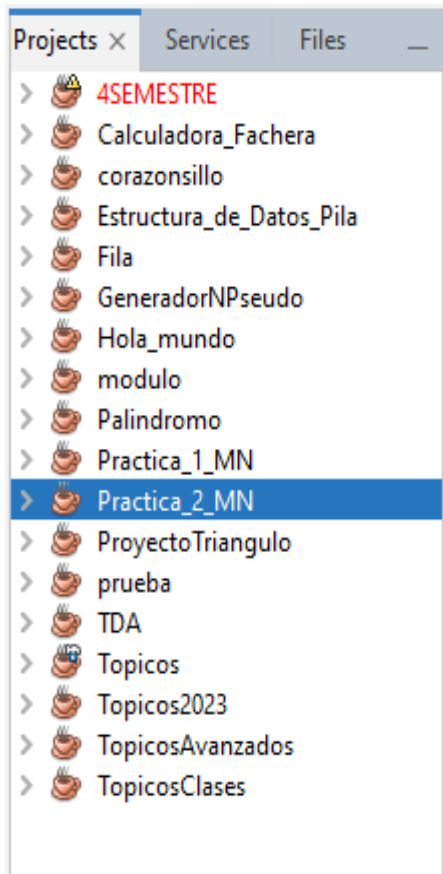 Projects × Services Files
4SEMESTRE
Calculadora_Fachera
corazonsillo
Estructura_de_Datos_Pila
Fila
GeneradorNPseudo
Hola_mundo
modulo
Palindromo
Practica_1_MN
Practica_2_MN
ProyectoTriangulo
prueba
TDA
Topicos
Topicos2023
TopicosAvanzados
TopicosClases